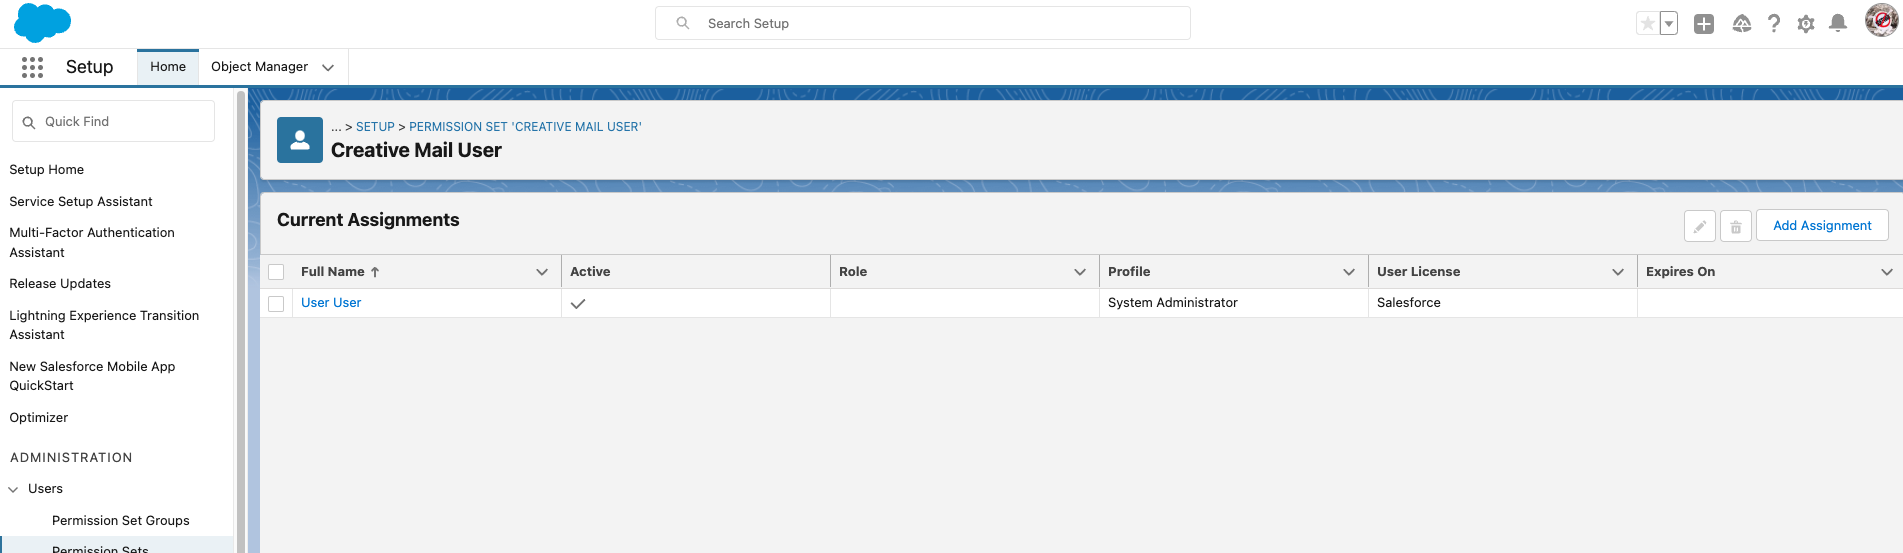 Search Setup
Setup
Home
Object Manager
Quick Find
Setup Home
Service Setup Assistant
Multi-Factor Authentication
Assistant
Release Updates
Lightning Experience Transition
Assistant
New Salesforce Mobile App
QuickStart
Optimizer
ADMINISTRATION
Users
Permission Set Groups
Permission Sets
... > SETUP > PERMISSION SET 'CREATIVE MAIL USER'
Creative Mail User
Current Assignments
Add Assignment
Full Name Active Role Profile User License Expires On
User User System Administrator Salesforce